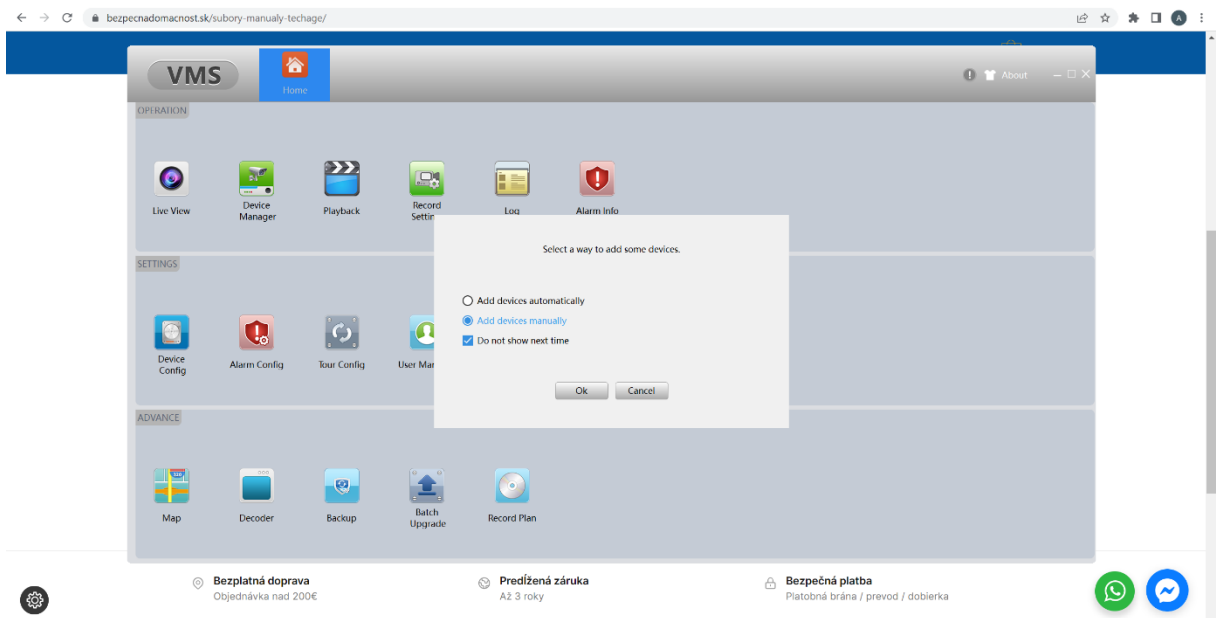 bezpecnadomacnost.sk/subory-manualy-techage/
A
VMS
Home
About
OPERATION
Live View
Device
Manager
Playback
Record
Settin
Log
Alarm Info
Select a way to add some devices.
Add devices automatically
Add devices manually
Do not show next time
Ok
Cancel
SETTINGS
Device
Config
Alarm Config
Tour Config
User Mar
ADVANCE
Map
Decoder
Backup
Batch
Upgrade
Record Plan
Bezplatná doprava
Objednávka nad 200€
Predĺžená záruka
Až 3 roky
Bezpečná platba
Platobná brána / prevod / dobierka